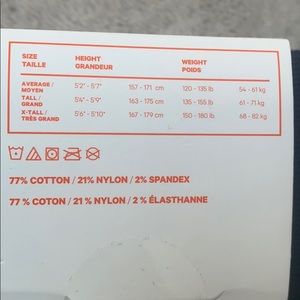 SIZE HEIGHT WEIGHT
TAILLE GRANDEUR POIDS
AVERAGE / MOYEN 5'2" - 5'7" 157 - 171 cm 120 - 135 lb 54 - 61 kg
TALL / GRAND 5'4" - 5'9" 163 - 175 cm 135 - 155 lb 61 - 71 kg
X-TALL / TRÈS GRAND 5'6" - 5'10" 167 - 179 cm 150 - 180 lb 68 - 82 kg
77% COTTON / 21% NYLON / 2% SPANDEX
77 % COTON / 21 % NYLON / 2 % ÉLASTHANNE